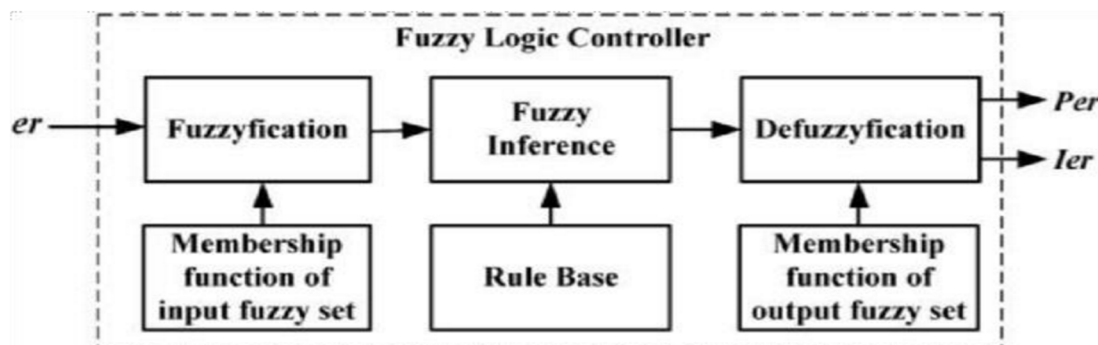 Fuzzy Logic Controller
er
Fuzzyfication
Fuzzy
Inference
Defuzzyfication
Per
Ier
Membership
function of
input fuzzy set
Rule Base
Membership
function of
output fuzzy set